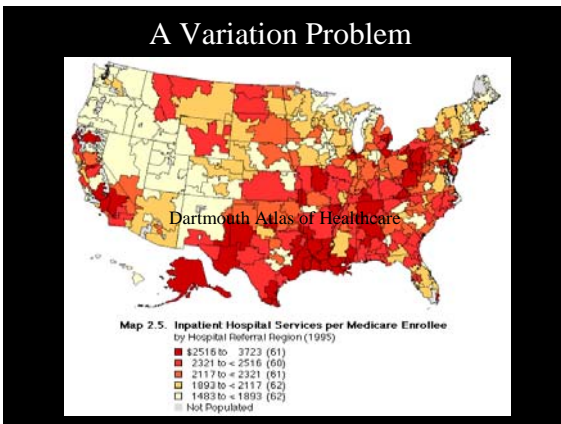 A Variation Problem
Dartmouth Atlas of Healthcare
Map 2.5. Inpatient Hospital Services per Medicare Enrollee
by Hospital Referral Region (1995)
$2516 to 3723 (61)
2321 to < 2516 (60)
2117 to < 2321 (61)
1893 to < 2117 (62)
1483 to < 1893 (62)
Not Populated